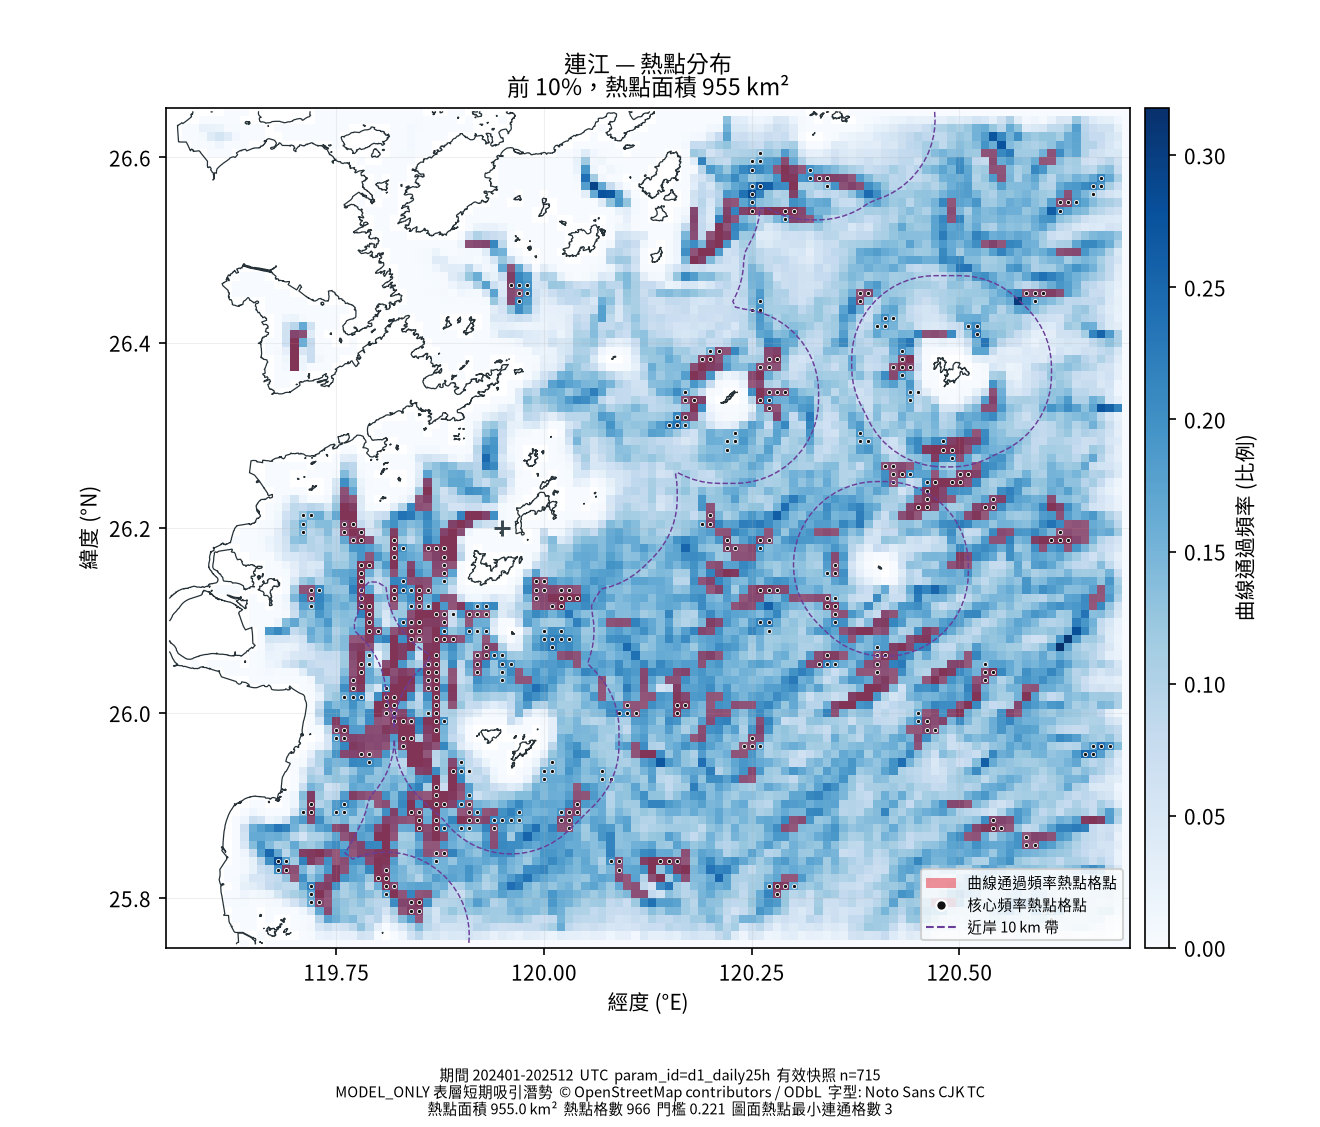 連江 — 熱點分布
前 10%，熱點面積 955 km²
26.6
26.4
26.2
26.0
25.8
緯度 (°N)
119.75
120.00
120.25
120.50
經度 (°E)
0.30
0.25
0.20
0.15
0.10
0.05
0.00
曲線通過頻率 (比例)
曲線通過頻率熱點格點
核心頻率熱點格點
近岸 10 km 帶
期間 202401-202512 UTC param_id=d1_daily25h 有效快照 n=715
MODEL_ONLY 表層短期吸引潛勢 © OpenStreetMap contributors / ODbL 字型: Noto Sans CJK TC
熱點面積 955.0 km² 熱點格數 966 門檻 0.221 圖面熱點最小連通格數 3